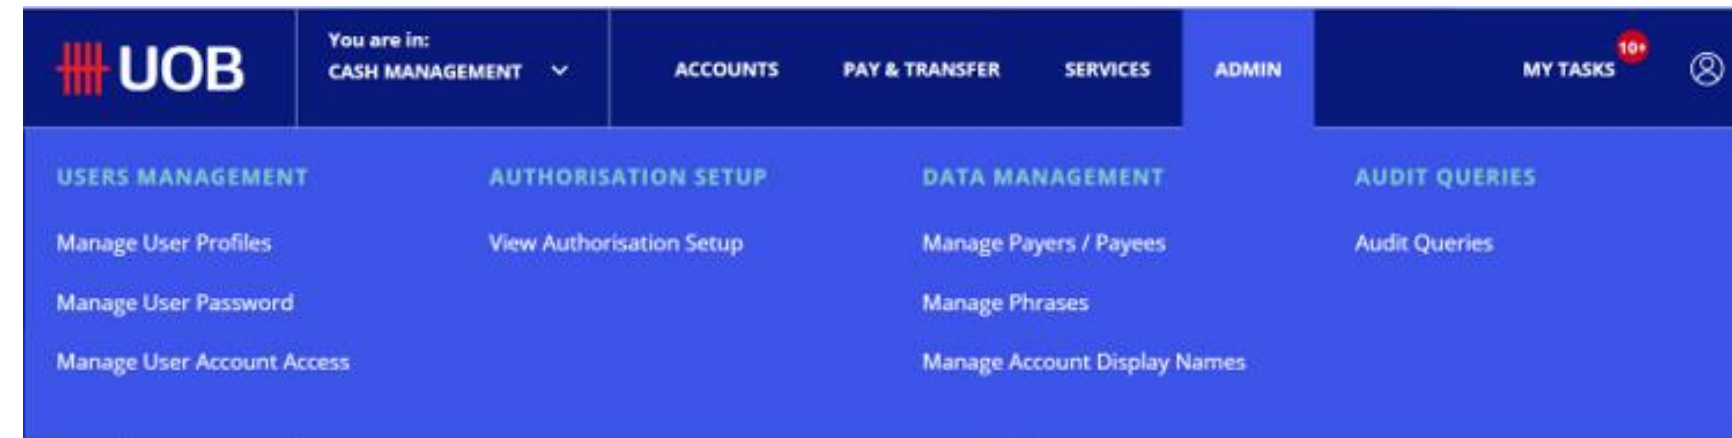 UOB
You are in:
CASH MANAGEMENT
ACCOUNTS
PAY & TRANSFER
SERVICES
ADMIN
MY TASKS
10+
USERS MANAGEMENT
Manage User Profiles
Manage User Password
Manage User Account Access
AUTHORISATION SETUP
View Authorisation Setup
DATA MANAGEMENT
Manage Payers / Payees
Manage Phrases
Manage Account Display Names
AUDIT QUERIES
Audit Queries